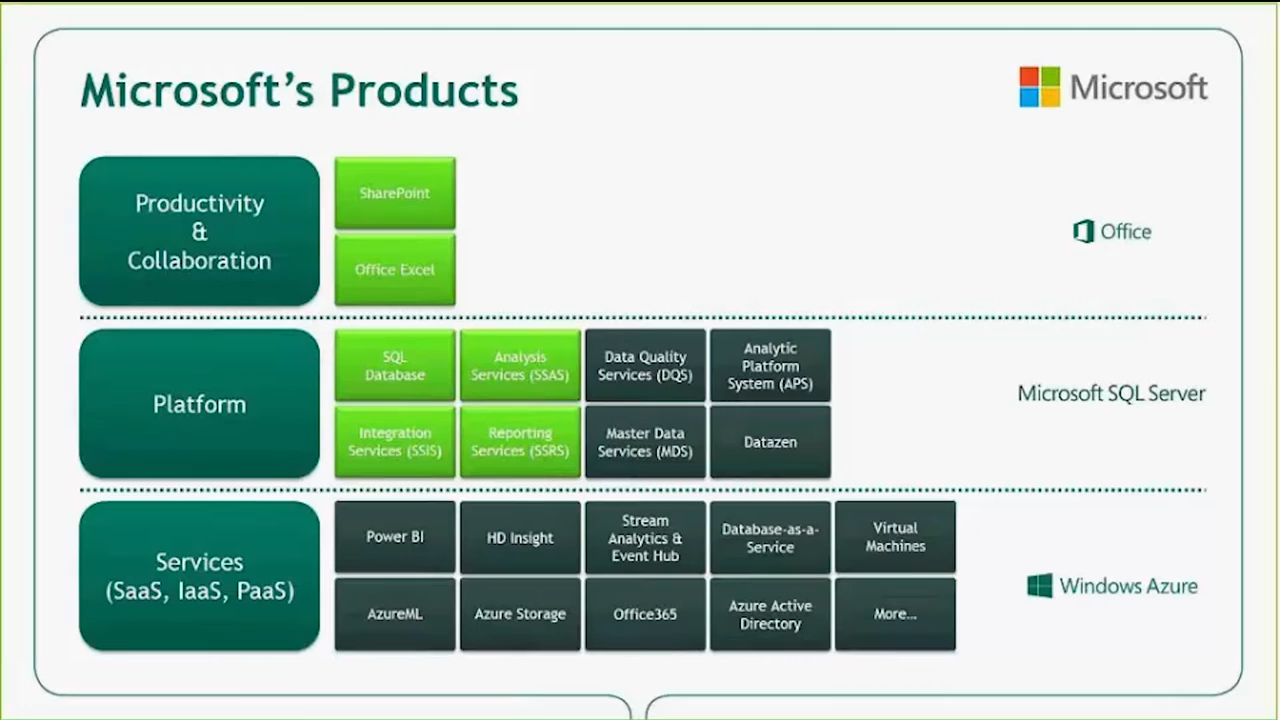 Microsoft's Products
Microsoft
Productivity
&
Collaboration
SharePoint
Office Excel
Office
Platform
SQL
Database
Analysis
Services (SSAS)
Data Quality
Services (DQS)
Analytic
Platform
System (APS)
Integration
Services (SSIS)
Reporting
Services (SSRS)
Master Data
Services (MDS)
Datazen
Microsoft SQL Server
Services
(SaaS, IaaS, PaaS)
Power BI
HD Insight
Stream
Analytics &
Event Hub
Database-as-a-
Service
Virtual
Machines
AzureML
Azure Storage
Office365
Azure Active
Directory
More...
Windows Azure